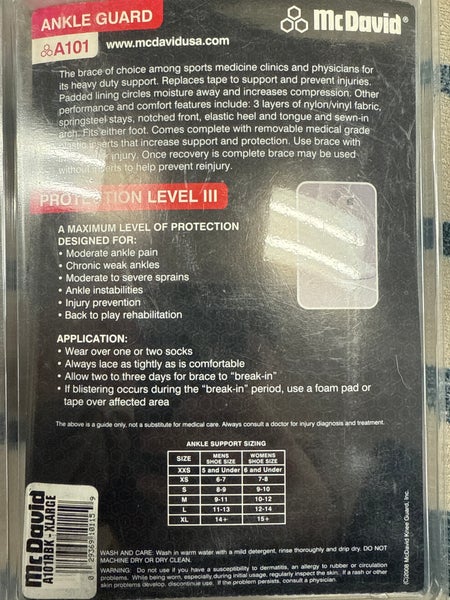 ANKLE GUARD
A101 www.mcdavidusa.com
McDavid®
The brace of choice among sports medicine clinics and physicians for
its heavy duty support. Replaces tape to support and prevent injuries.
Padded lining circles moisture away and increases compression. Other
performance and comfort features include: 3 layers of nylon/vinyl fabric,
springsteel stays, notched front, elastic heel and tongue and sewn-in
arch. Fits either foot. Comes complete with removable medical grade
plastic inserts that increase support and protection. Use brace with
injury. Once recovery is complete brace may be used
without inserts to help prevent reinjury.
PROTECTION LEVEL III
A MAXIMUM LEVEL OF PROTECTION
DESIGNED FOR:
• Moderate ankle pain
• Chronic weak ankles
• Moderate to severe sprains
• Ankle instabilities
• Injury prevention
• Back to play rehabilitation
APPLICATION:
• Wear over one or two socks
• Always lace as tightly as is comfortable
• Allow two to three days for brace to "break-in"
• If blistering occurs during the "break-in" period, use a foam pad or
tape over affected area
The above is a guide only, not a substitute for medical care. Always consult a doctor for injury diagnosis and treatment.
ANKLE SUPPORT SIZING
SIZE MENS SHOE SIZE WOMENS SHOE SIZE
XXS 5 and Under 6 and Under
XS 6-7 7-8
S 8-9 9-10
M 9-11 10-12
L 11-13 12-14
XL 14+ 15+
WASH AND CARE: Wash in warm water with a mild detergent, rinse thoroughly and drip dry. DO NOT
MACHINE DRY OR DRY CLEAN.
WARNING: Do not use if you have a susceptibility to dermatitis, an allergy to rubber or circulation
problems. While being worn, especially during initial usage, regularly inspect skin. If a rash or other
skin problems develop, discontinue use. If the problem persists, consult a physician.
McDavid
A101RBK - XLARGE
©2008 McDavid Knee Guard, Inc.